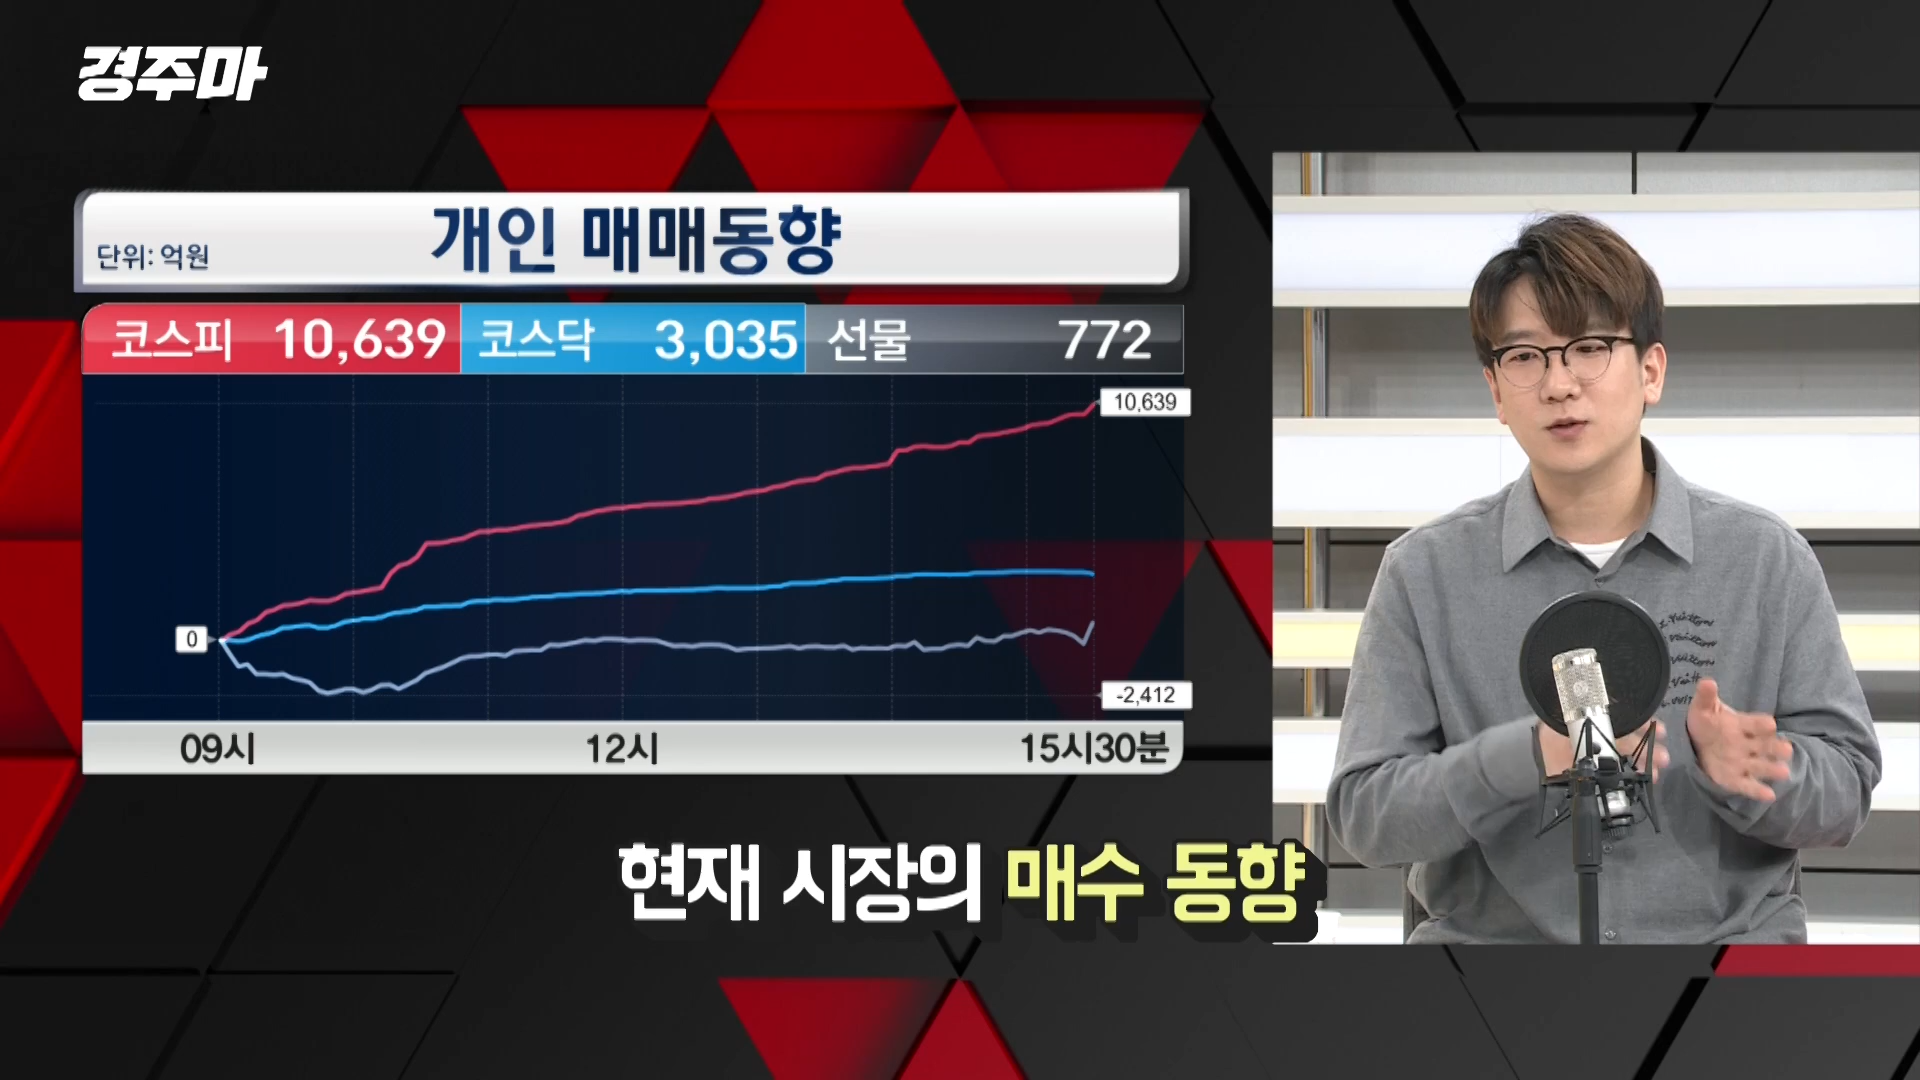 경주마
개인 매매동향
단위: 억원
코스피 10,639 코스닥 3,035 선물 772
10,639
0
-2,412
09시 12시 15시30분
현재 시장의 매수 동향